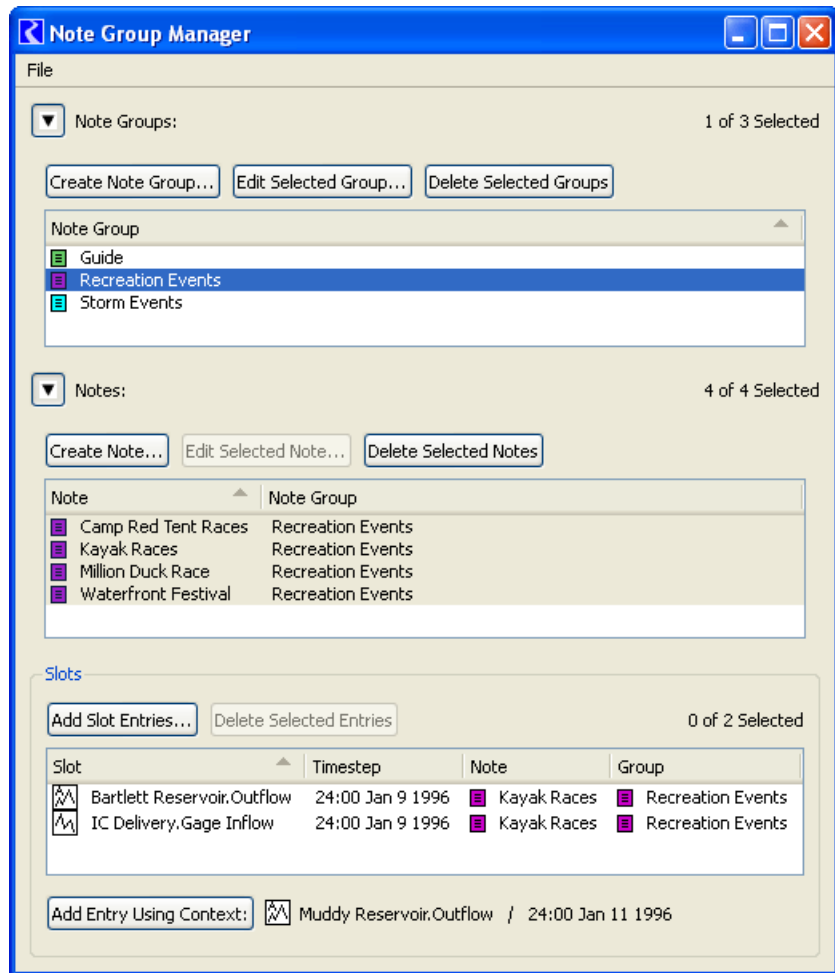 Note Group Manager
File
Note Groups: 1 of 3 Selected
Create Note Group... Edit Selected Group... Delete Selected Groups
Note Group
Guide
Recreation Events
Storm Events
Notes: 4 of 4 Selected
Create Note... Edit Selected Note... Delete Selected Notes
Note Note Group
Camp Red Tent Races Recreation Events
Kayak Races Recreation Events
Million Duck Race Recreation Events
Waterfront Festival Recreation Events
Slots
Add Slot Entries... Delete Selected Entries 0 of 2 Selected
Slot Timestep Note Group
Bartlett Reservoir.Outflow 24:00 Jan 9 1996 Kayak Races Recreation Events
IC Delivery.Gage Inflow 24:00 Jan 9 1996 Kayak Races Recreation Events
Add Entry Using Context: Muddy Reservoir.Outflow / 24:00 Jan 11 1996